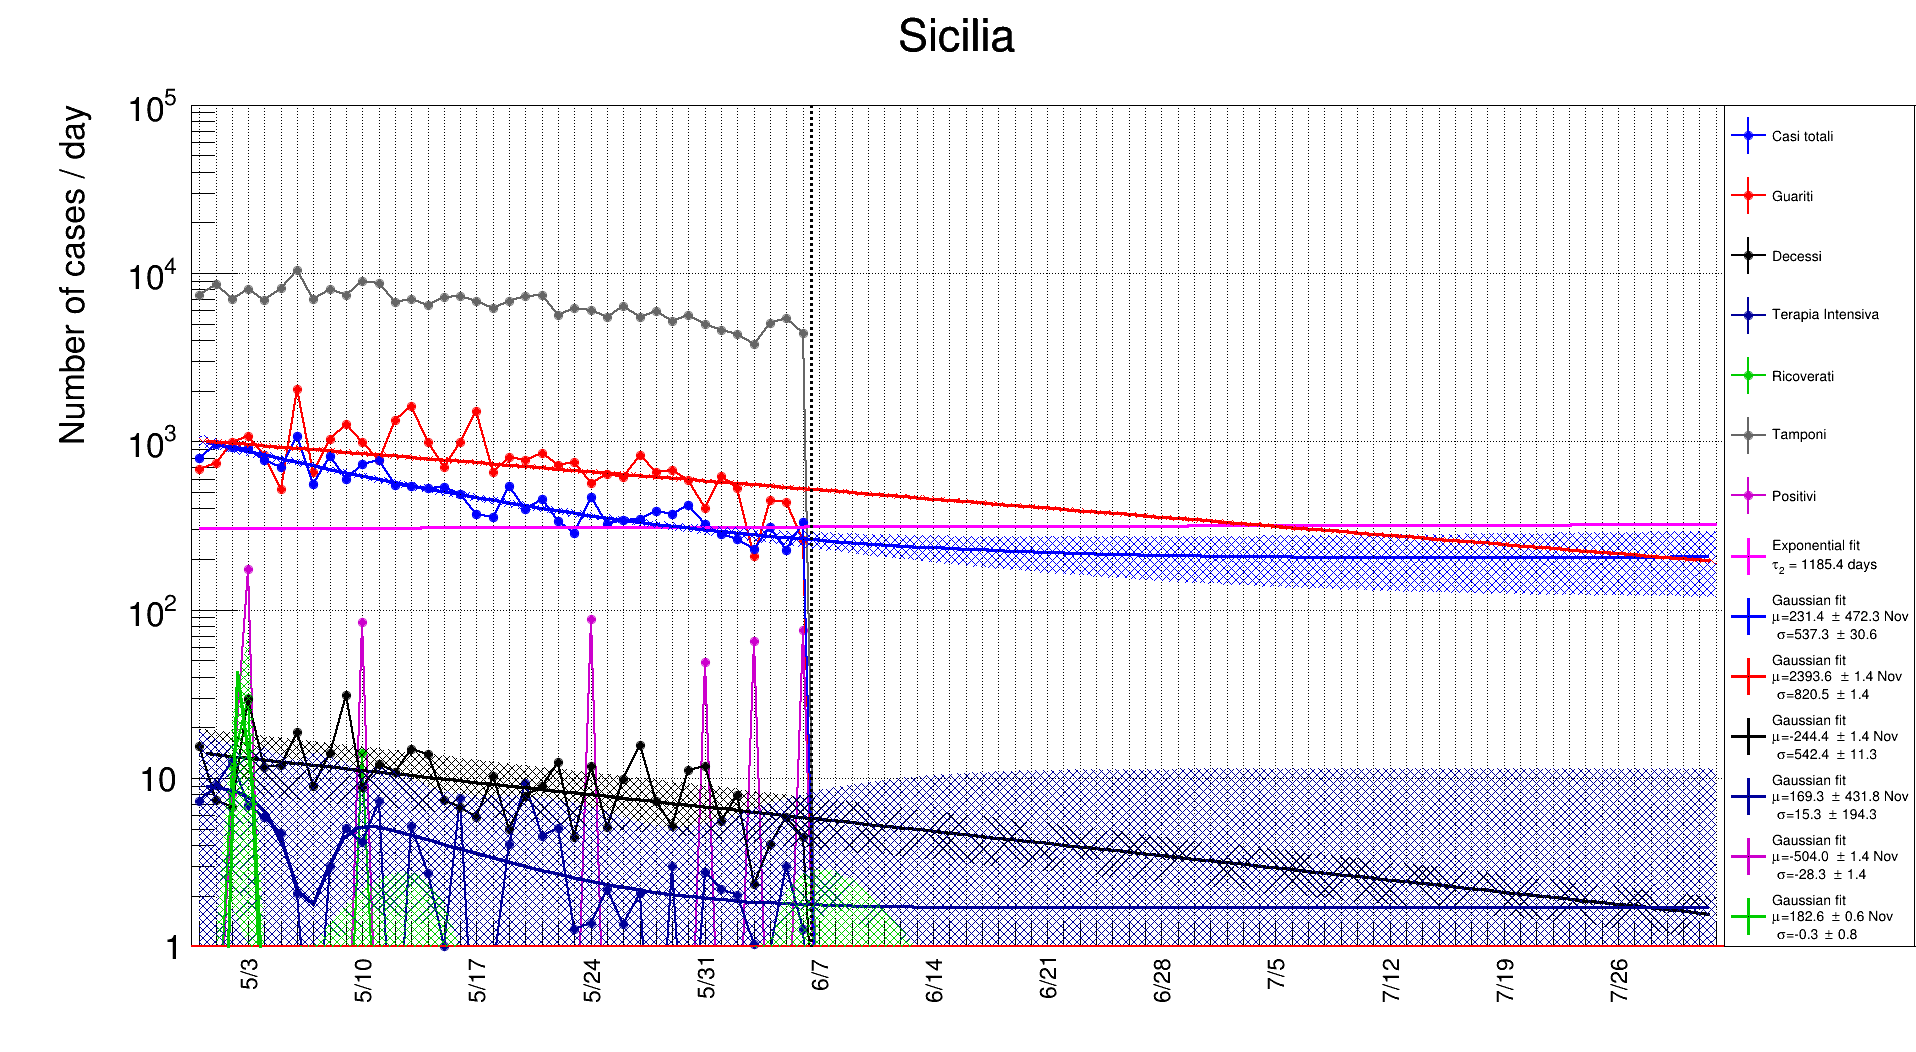 Sicilia
Number of cases / day
10^5
10^4
10^3
10^2
10
1
5/3 5/10 5/17 5/24 5/31 6/7 6/14 6/21 6/28 7/5 7/12 7/19 7/26
Casi totali
Guariti
Decessi
Terapia Intensiva
Ricoverati
Tamponi
Positivi
Exponential fit
τ2 = 1185.4 days
Gaussian fit
μ=231.4 ± 472.3 Nov
σ=537.3 ± 30.6
Gaussian fit
μ=2393.6 ± 1.4 Nov
σ=820.5 ± 1.4
Gaussian fit
μ=-244.4 ± 1.4 Nov
σ=542.4 ± 11.3
Gaussian fit
μ=169.3 ± 431.8 Nov
σ=15.3 ± 194.3
Gaussian fit
μ=-504.0 ± 1.4 Nov
σ=-28.3 ± 1.4
Gaussian fit
μ=182.6 ± 0.6 Nov
σ=-0.3 ± 0.8